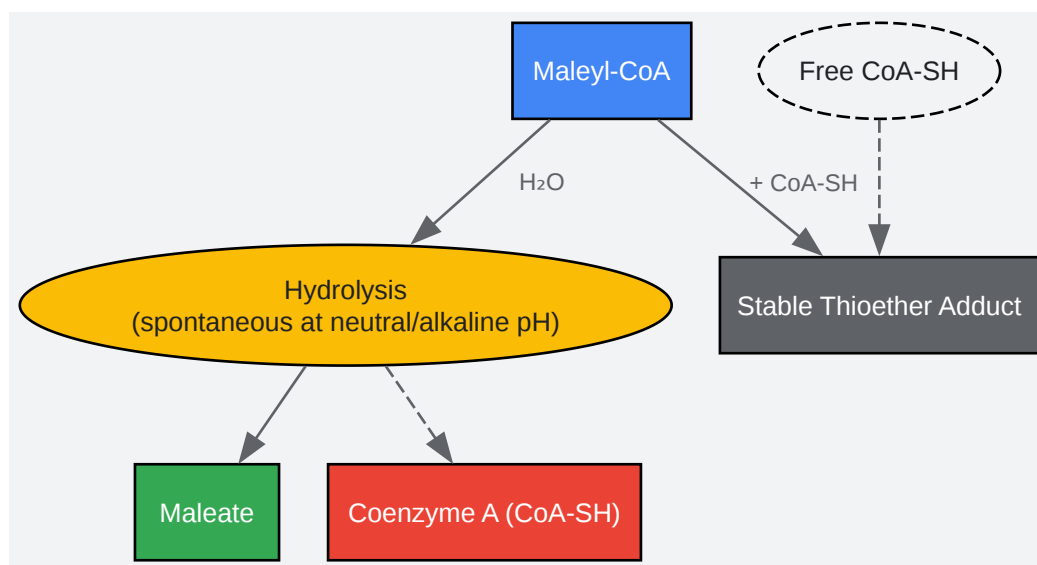 Maleyl-CoA
Free CoA-SH
H₂O
+ CoA-SH
Hydrolysis
(spontaneous at neutral/alkaline pH)
Stable Thioether Adduct
Maleate
Coenzyme A (CoA-SH)